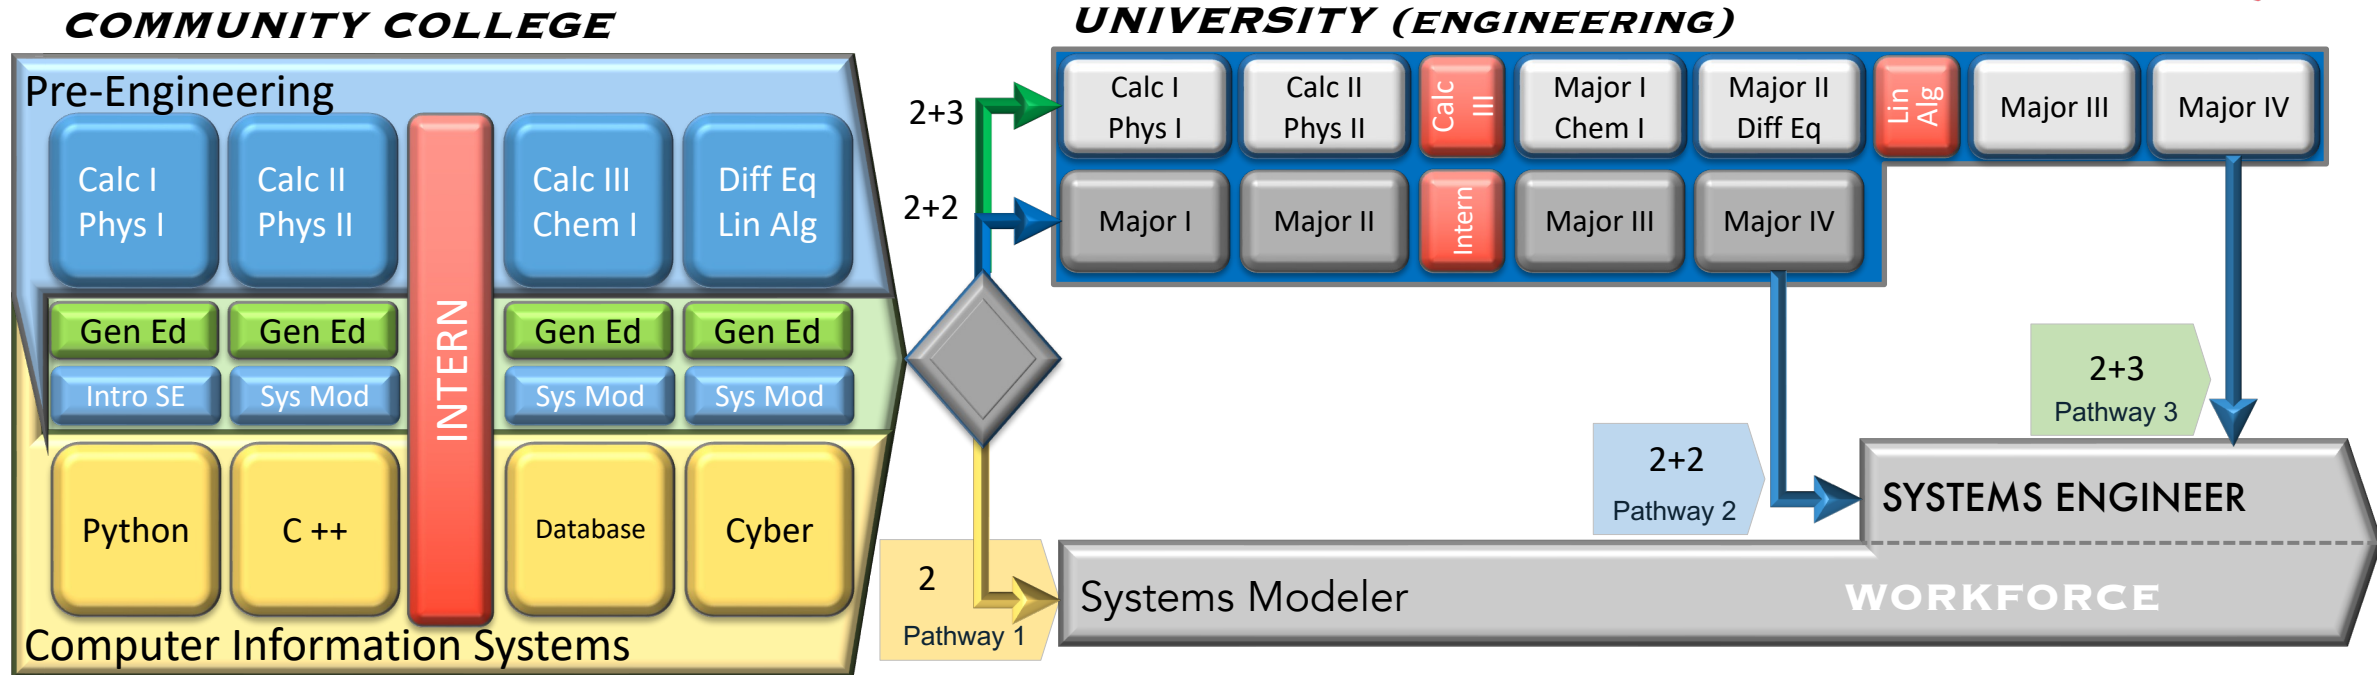 COMMUNITY COLLEGE
Pre-Engineering
Calc I
Phys I
Calc II
Phys II
Calc III
Chem I
Diff Eq
Lin Alg
INTERN
Gen Ed
Gen Ed
Gen Ed
Gen Ed
Intro SE
Sys Mod
Sys Mod
Sys Mod
Python
C ++
Database
Cyber
Computer Information Systems
UNIVERSITY (ENGINEERING)
2+3
Calc I
Phys I
Calc II
Phys II
Calc
III
Major I
Chem I
Major II
Diff Eq
Lin
Alg
Major III
Major IV
2+2
Major I
Major II
Intern
Major III
Major IV
2+3
Pathway 3
2+2
Pathway 2
SYSTEMS ENGINEER
2
Pathway 1
Systems Modeler
WORKFORCE